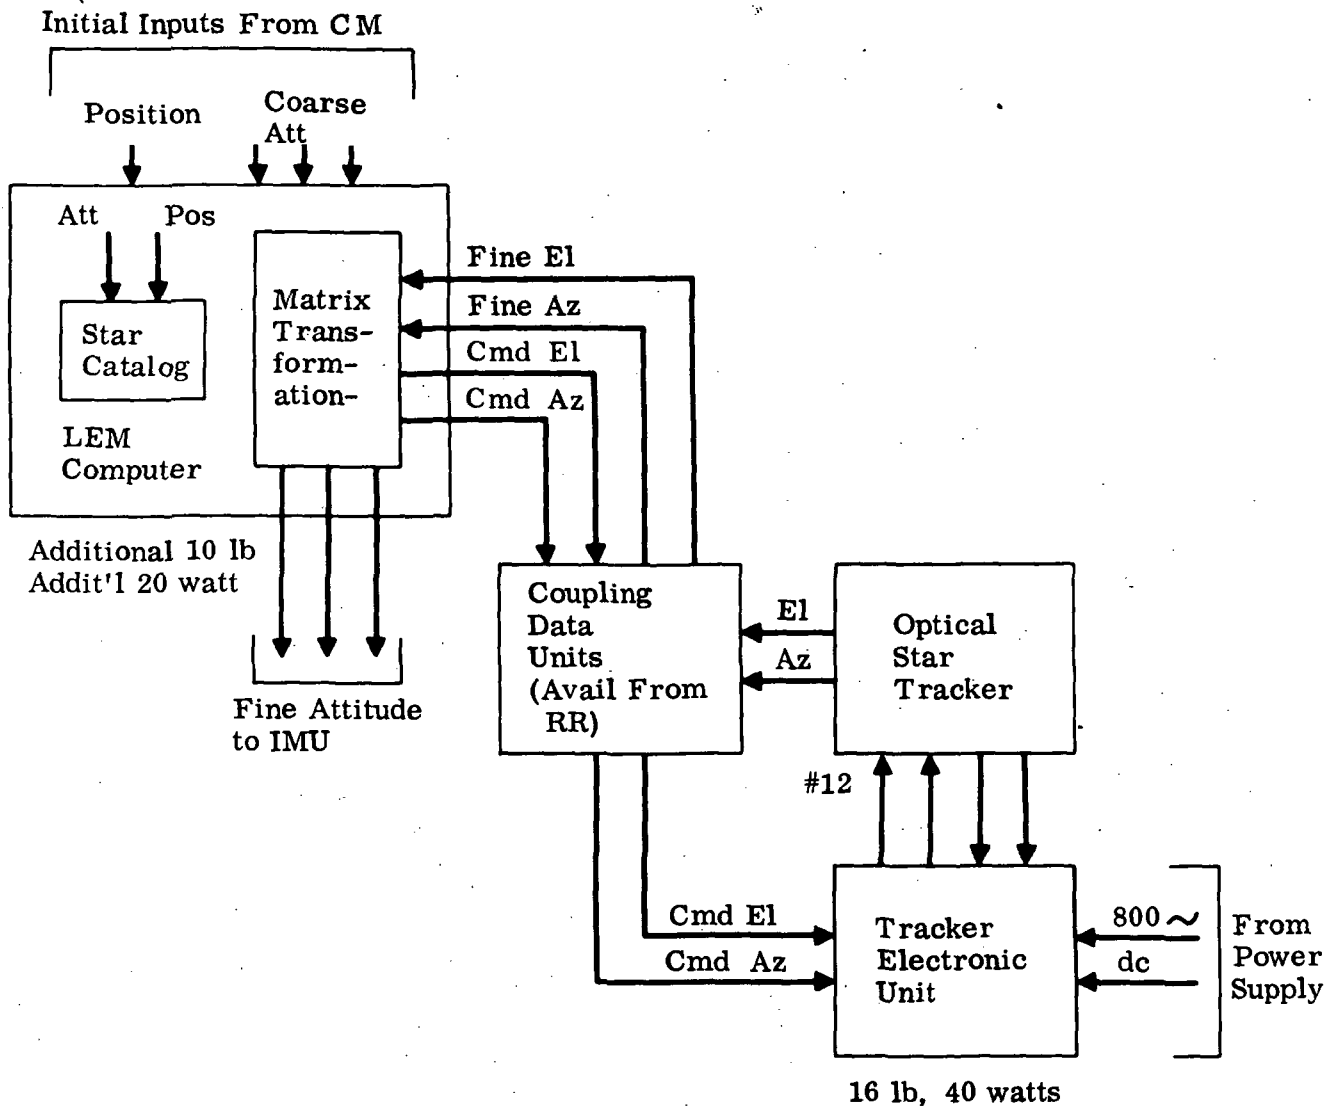 Initial Inputs From CM
Position
Coarse
Att
Att
Pos
Star
Catalog
LEM
Computer
Matrix
Trans-
form-
ation-
Fine El
Fine Az
Cmd El
Cmd Az
Additional 10 lb
Addit'l 20 watt
Fine Attitude
to IMU
Coupling
Data
Units
(Avail From
RR)
El
Az
Optical
Star
Tracker
#12
Cmd El
Cmd Az
Tracker
Electronic
Unit
800 ~
dc
From
Power
Supply
16 lb, 40 watts